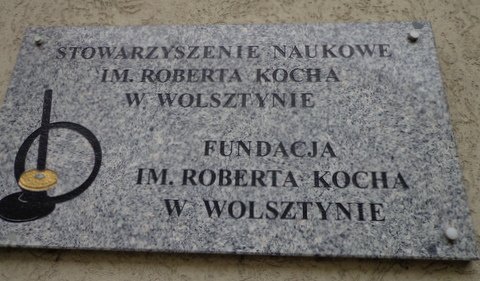 STOWARZYSZENIE NAUKOWE
IM. ROBERTA KOCHA
W WOLSZTYNIE
FUNDACJA
IM. ROBERTA KOCHA
W WOLSZTYNIE